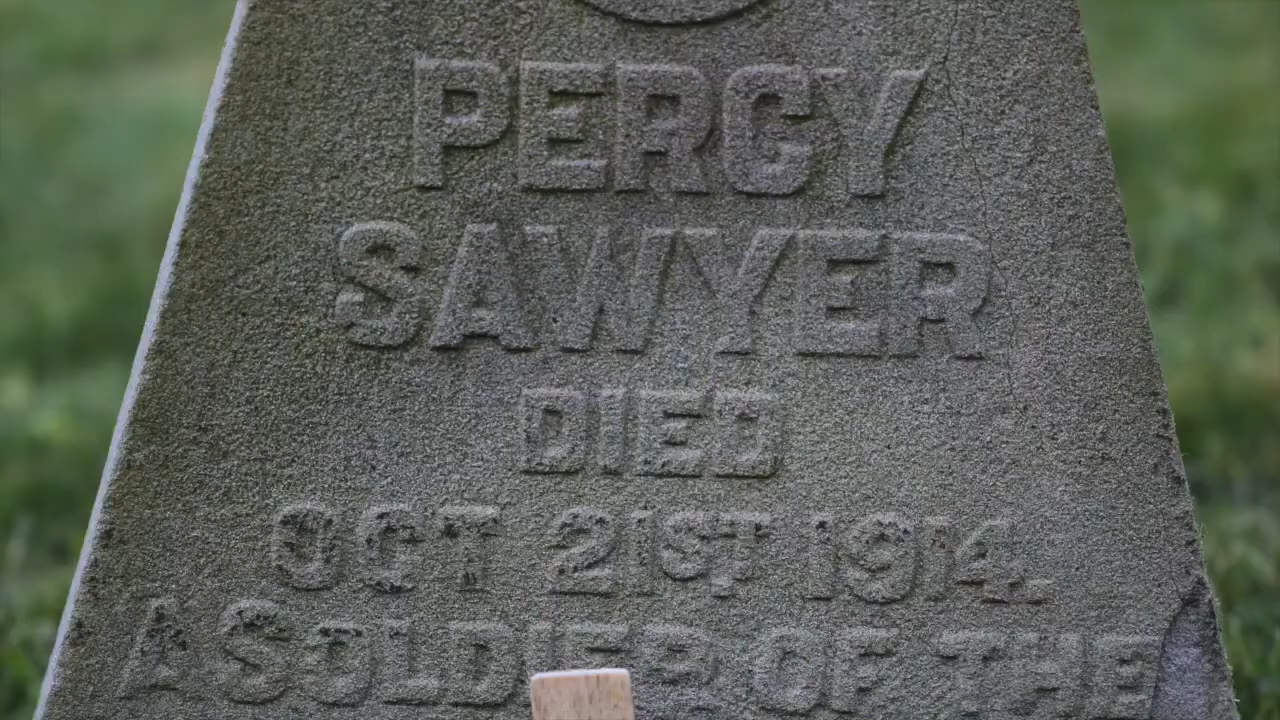 PERCY
SAWYER
DIED
OCT 21ST 1914.
A SOLDIER OF THE